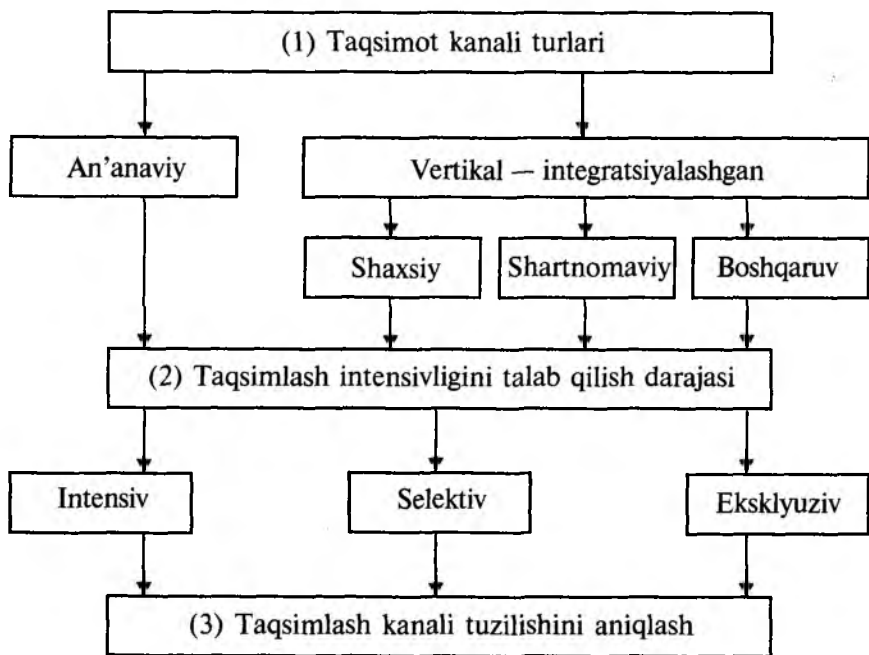 (1) Taqsimot kanali turlari
An'anaviy
Vertikal — integratsiyalashgan
Shaxsiy
Shartnomaviy
Boshqaruv
(2) Taqsimlash intensivligini talab qilish darajasi
Intensiv
Selektiv
Eksklyuziv
(3) Taqsimlash kanali tuzilishini aniqlash